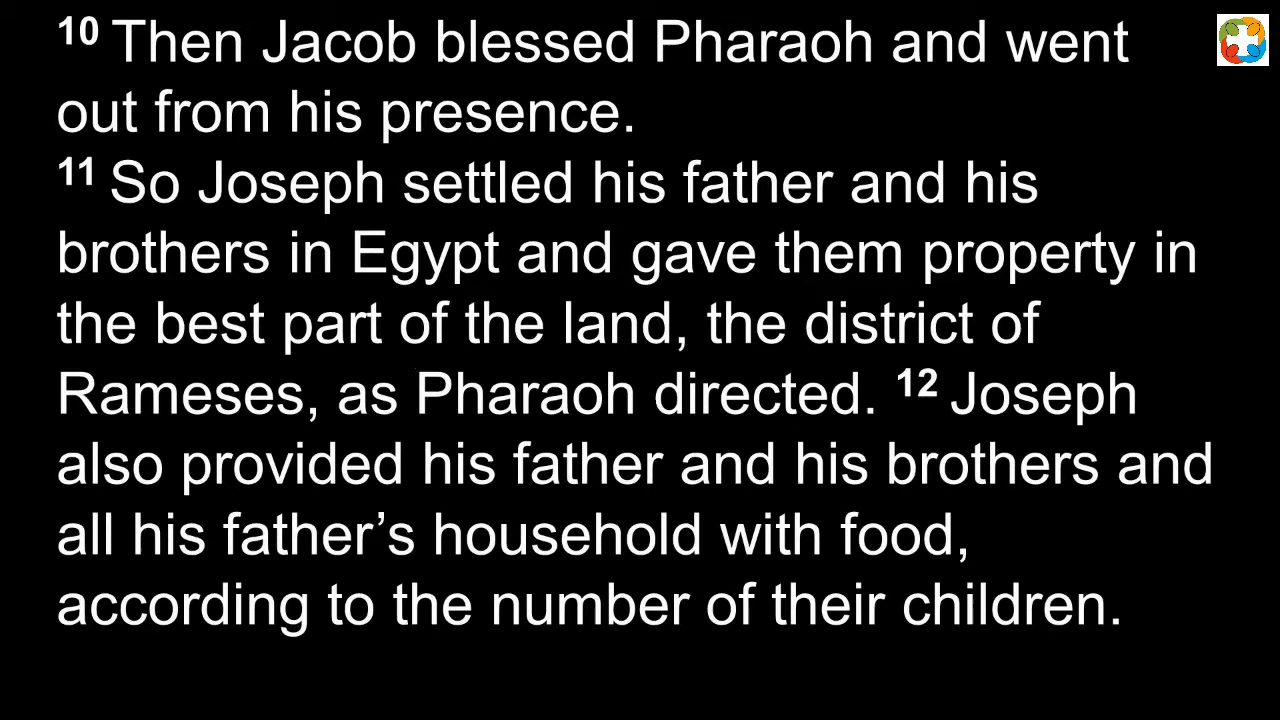 10 Then Jacob blessed Pharaoh and went
out from his presence.
11 So Joseph settled his father and his
brothers in Egypt and gave them property in
the best part of the land, the district of
Rameses, as Pharaoh directed. 12 Joseph
also provided his father and his brothers and
all his father’s household with food,
according to the number of their children.